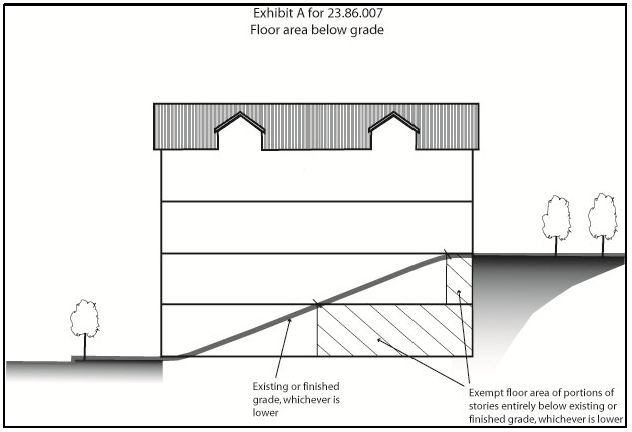 Exhibit A for 23.86.007
Floor area below grade
Existing or finished
grade, whichever is
lower
Exempt floor area of portions of
stories entirely below existing or
finished grade, whichever is lower